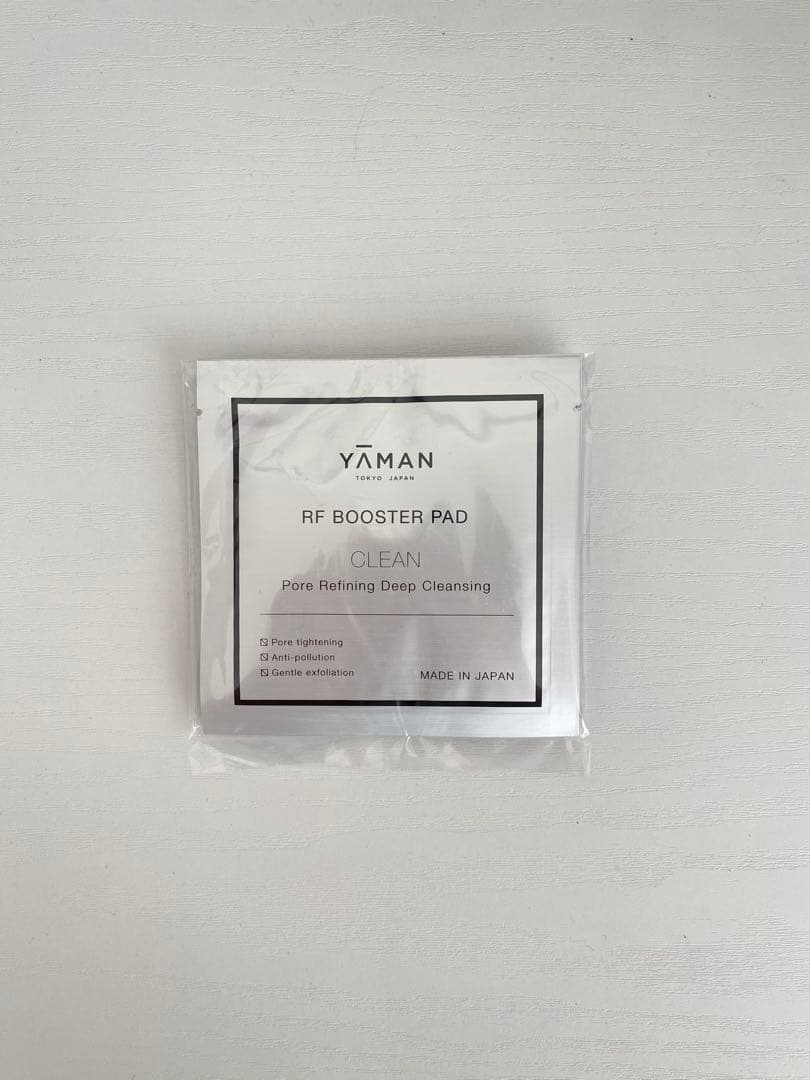 YĀMAN
TOKYO JAPAN
RF BOOSTER PAD
CLEAN
Pore Refining Deep Cleansing
Pore tightening
Anti-pollution
Gentle exfoliation
MADE IN JAPAN